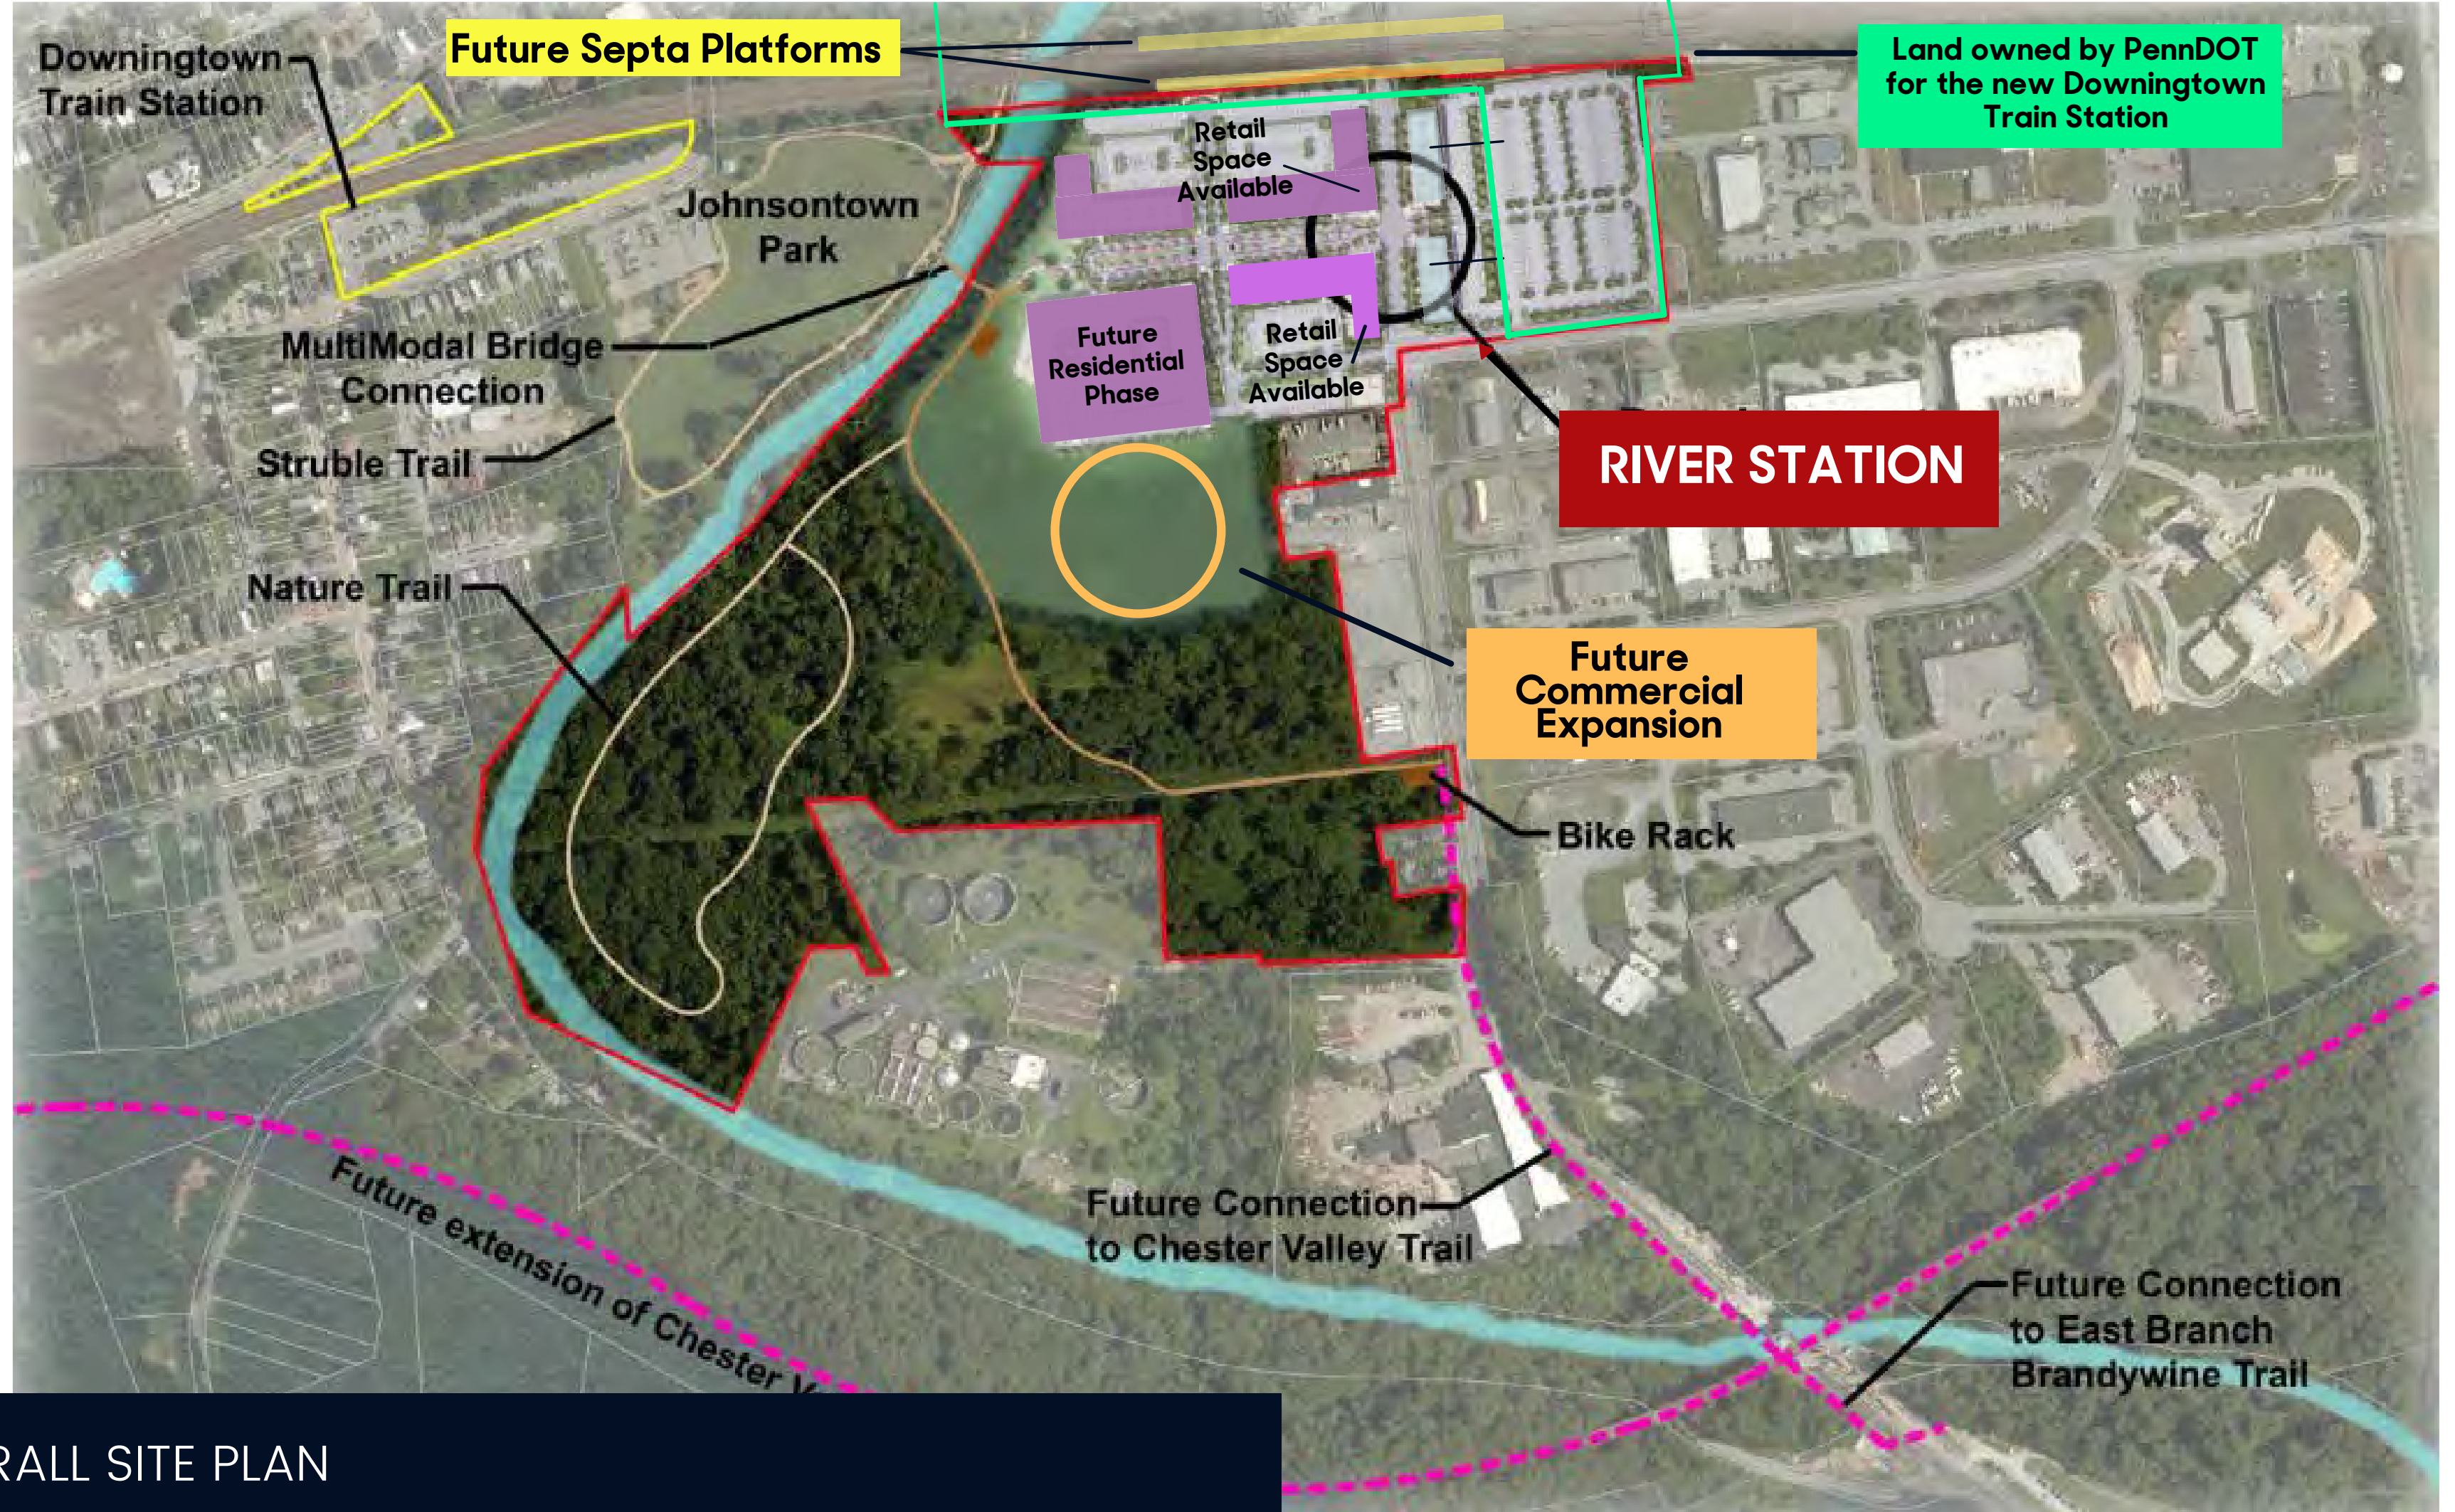 Downingtown
Train Station
Future Septa Platforms
Land owned by PennDOT
for the new Downingtown
Train Station
Retail
Space
Available
Johnsontown
Park
MultiModal Bridge
Connection
Future
Residential
Phase
Retail
Space
Available
Struble Trail
RIVER STATION
Nature Trail
Future
Commercial
Expansion
Bike Rack
Future extension of Chester V
Future Connection
to Chester Valley Trail
Future Connection
to East Branch
Brandywine Trail
RALL SITE PLAN